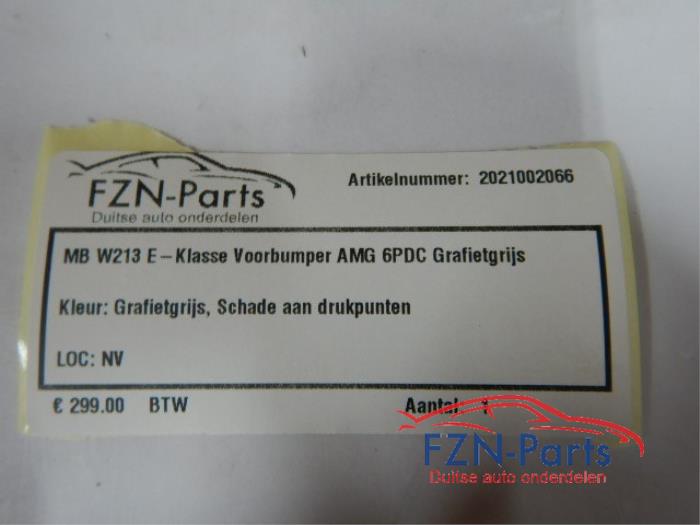 FZN-Parts
Duitse auto onderdelen
Artikelnummer: 2021002066
MB W213 E-Klasse Voorbumper AMG 6PDC Grafietgrijs
Kleur: Grafietgrijs, Schade aan drukpunten
LOC: NV
€ 299.00 BTW Aantal: 1
FZN-Parts
Duitse auto onderdelen